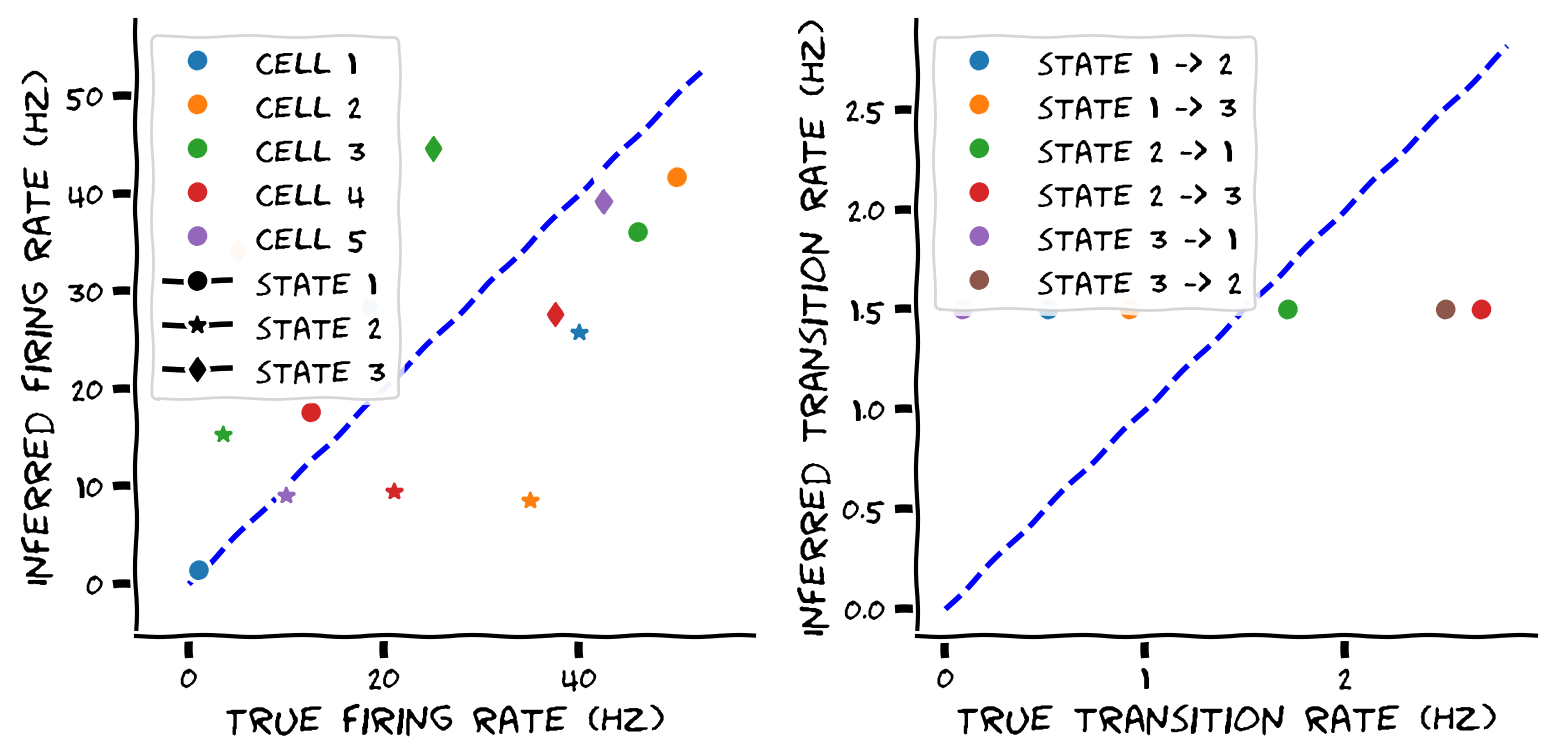 INFERRED FIRING RATE (HZ)
50
40
30
20
10
0
CELL 1
CELL 2
CELL 3
CELL 4
CELL 5
STATE 1
STATE 2
STATE 3
0
20
40
TRUE FIRING RATE (HZ)
INFERRED TRANSITION RATE (HZ)
2.5
2.0
1.5
1.0
0.5
0.0
STATE 1 -> 2
STATE 1 -> 3
STATE 2 -> 1
STATE 2 -> 3
STATE 3 -> 1
STATE 3 -> 2
0
1
2
TRUE TRANSITION RATE (HZ)